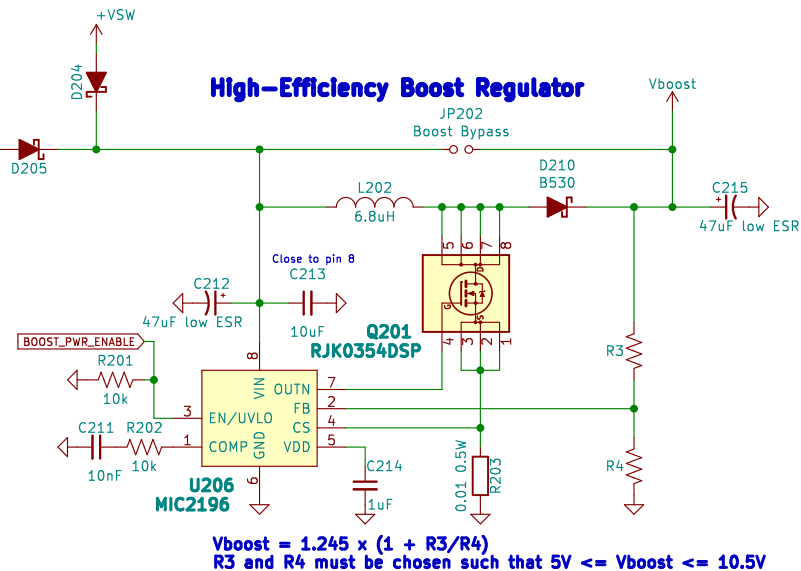 +VSW
D204
High-Efficiency Boost Regulator
Vboost
JP202
Boost Bypass
D205
D210
B530
L202
6.8uH
C215
+
47uF low ESR
5 6 7 8
D
G
S
4 3 2 1
Q201
RJK0354DSP
Close to pin 8
C212
+
47uF low ESR
C213
10uF
BOOST_PWR_ENABLE
R201
10k
R3
8
VIN
OUTN 7
FB 2
3 EN/UVLO
CS 4
C211
10nF
R202
10k
1 COMP
GND
VDD 5
6
U206
MIC2196
C214
1uF
0.01 0.5W
R203
R4
Vboost = 1.245 x (1 + R3/R4)
R3 and R4 must be chosen such that 5V <= Vboost <= 10.5V